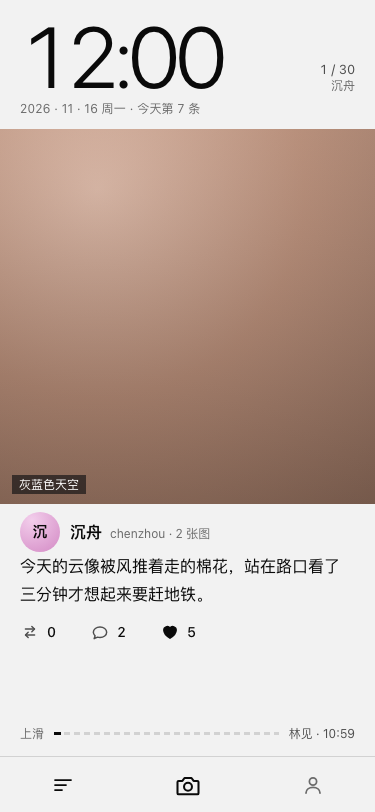 12:00
1 / 30
沉舟
2026 · 11 · 16 周一 · 今天第 7 条
灰蓝色天空
沉
沉舟 chenzhou · 2 张图
今天的云像被风推着走的棉花，站在路口看了
三分钟才想起来要赶地铁。
0 2 5
上滑
林见 · 10:59